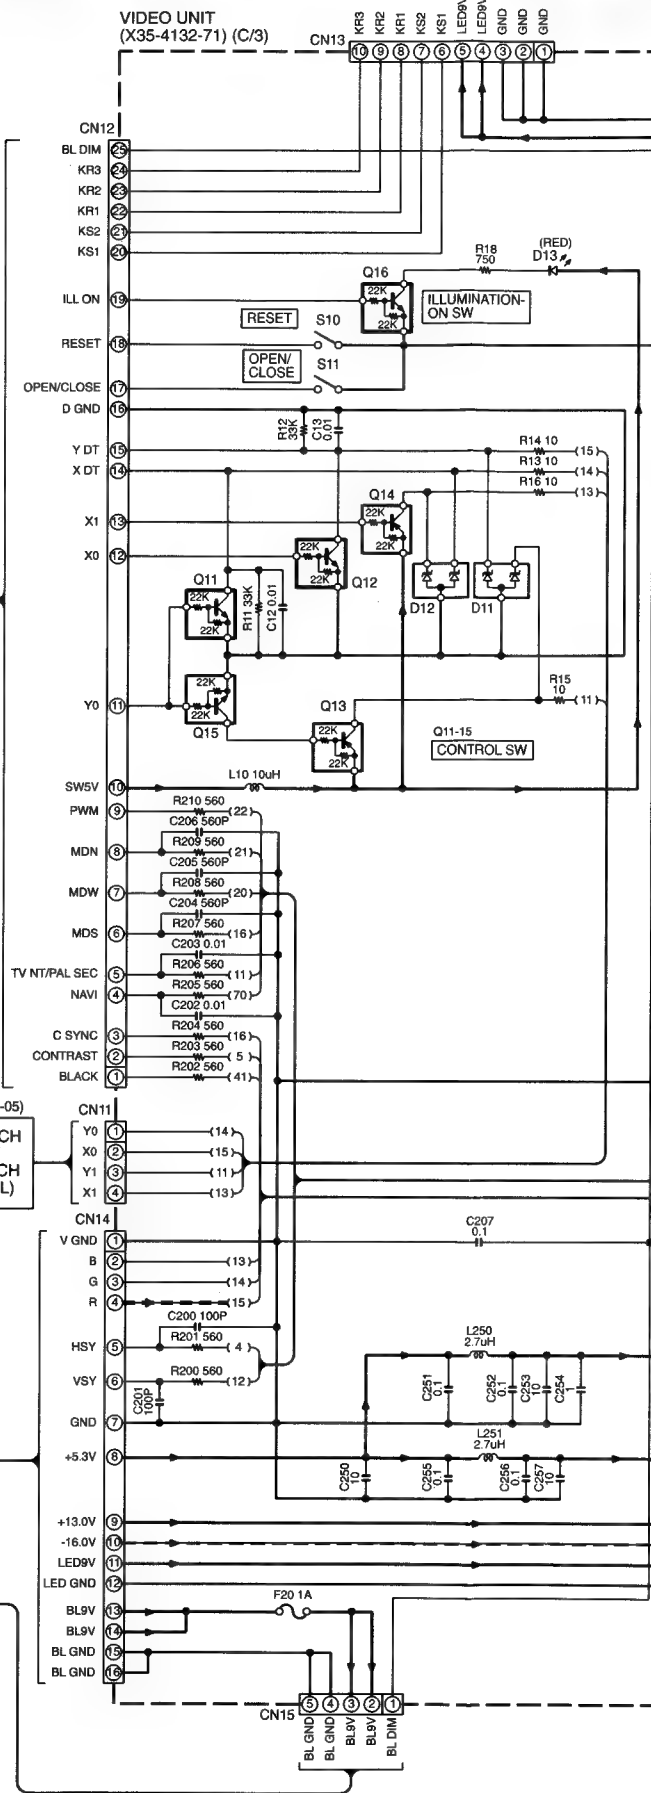 VIDEO UNIT
(X35-4132-71) (C/3)
CN13
KR3 KR2 KR1 KS2 KS1 LED9V LED9V GND GND GND
10 9 8 7 6 5 4 3 2 1
CN12
BL DIM 25
KR3 24
KR2 23
KR1 22
KS2 21
KS1 20
R18
750
(RED)
D13
Q16
22K
22K
ILL ON 19
ILLUMINATION-
ON SW
RESET
S10
RESET 18
OPEN/
CLOSE
S11
OPEN/CLOSE 17
D GND 16
R12
33K
C13
0.01
Y DT 15
R14 10 (15)
X DT 14
R13 10 (14)
R16 10 (13)
Q14
22K
22K
X1 13
X0 12
22K
22K
Q12
Q11
22K
22K
R11 33K
C12 0.01
D12
D11
22K
22K
Q15
Y0 11
R15
10 (11)
Q13
22K
22K
Q11-15
CONTROL SW
SW5V 10
L10 10uH
PWM 9
R210 560 (22)
C206 560P
MDN 8
R209 560 (21)
C205 560P
MDW 7
R208 560 (20)
C204 560P
MDS 6
R207 560 (16)
C203 0.01
TV NT/PAL SEC 5
R206 560 (11)
NAVI 4
R205 560 (70)
C202 0.01
C SYNC 3
R204 560 (16)
CONTRAST 2
R203 560 (5)
BLACK 1
R202 560 (41)
-05)
CH
CH
L)
CN11
Y0 1 (14)
X0 2 (15)
Y1 3 (11)
X1 4 (13)
CN14
V GND 1
C207
0.1
B 2 (13)
G 3 (14)
R 4 (15)
C200 100P
HSY 5
R201 560 (4)
VSY 6
R200 560 (12)
C201
100P
L250
2.7uH
C251
0.1
C252
0.1
C253
10
C254
1
GND 7
+5.3V 8
L251
2.7uH
C250
10
C255
0.1
C256
0.1
C257
10
+13.0V 9
-16.0V 10
LED9V 11
LED GND 12
BL9V 13
F20 1A
BL9V 14
BL GND 15
BL GND 16
CN15
5 4 3 2 1
BL GND BL GND BL9V BL9V BL DIM